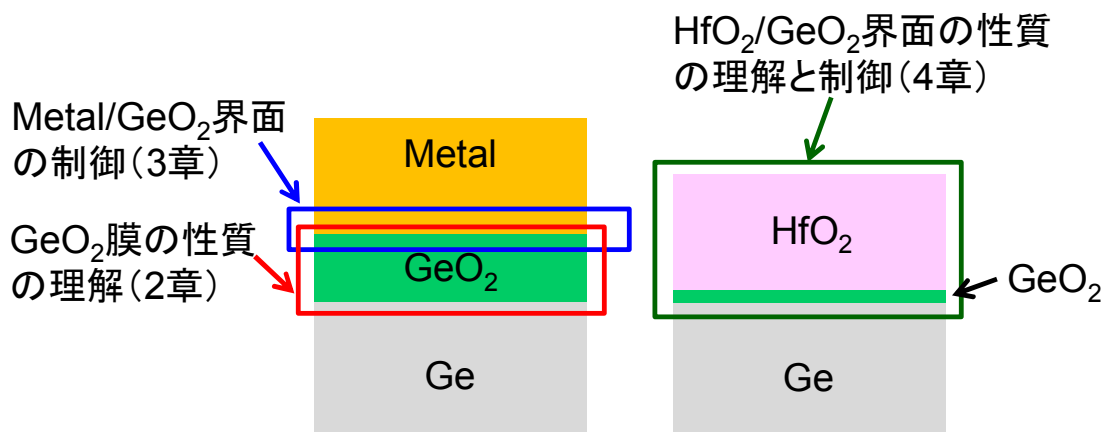 HfO₂/GeO₂界面の性質
の理解と制御（4章）
Metal/GeO₂界面
の制御（3章）
GeO₂膜の性質
の理解（2章）
Metal
GeO₂
Ge
HfO₂
GeO₂
Ge